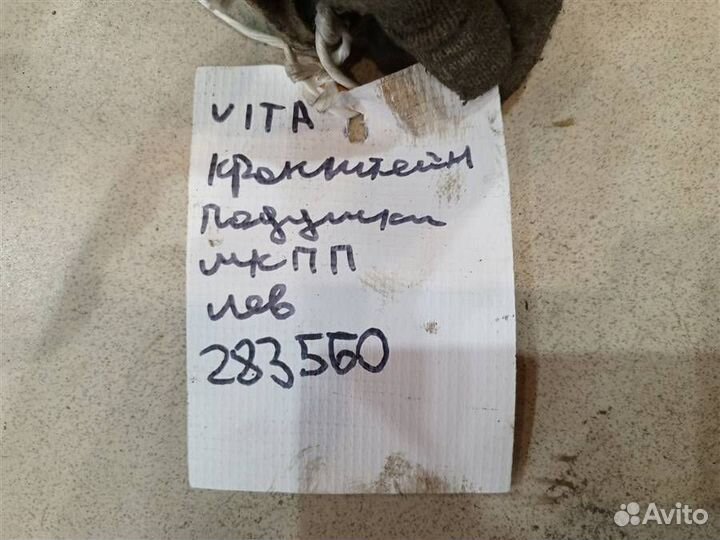 VITA
Кронштейн
Подушки
МКПП
лев
283560
Avito